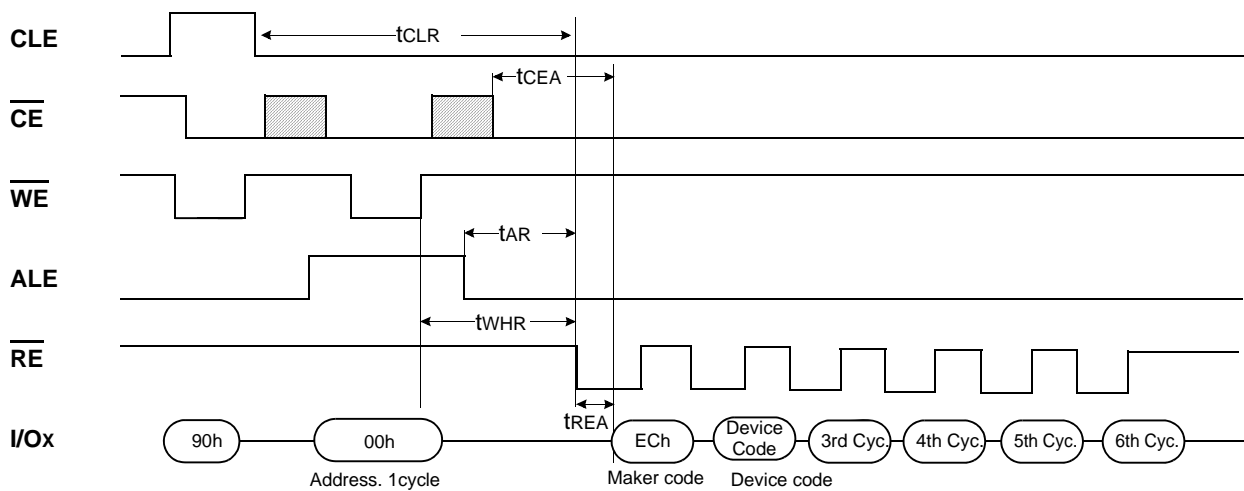 CLE
tCLR
tCEA
CE
WE
tAR
ALE
tWHR
RE
tREA
I/Ox
90h
00h
ECh
Device
Code
3rd Cyc.
4th Cyc.
5th Cyc.
6th Cyc.
Address. 1cycle
Maker code
Device code